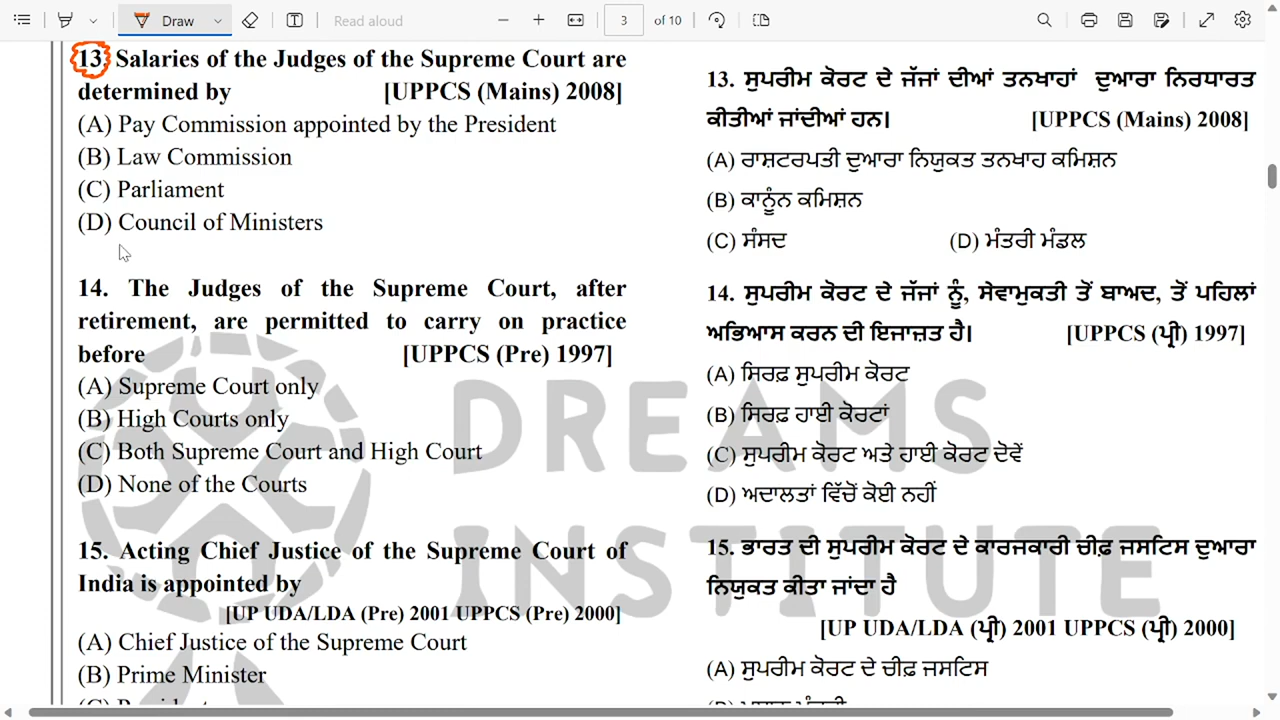 Draw
Read aloud
3
of 10
13. Salaries of the Judges of the Supreme Court are
determined by [UPPCS (Mains) 2008]
(A) Pay Commission appointed by the President
(B) Law Commission
(C) Parliament
(D) Council of Ministers
14. The Judges of the Supreme Court, after
retirement, are permitted to carry on practice
before [UPPCS (Pre) 1997]
(A) Supreme Court only
(B) High Courts only
(C) Both Supreme Court and High Court
(D) None of the Courts
15. Acting Chief Justice of the Supreme Court of
India is appointed by
[UP UDA/LDA (Pre) 2001 UPPCS (Pre) 2000]
(A) Chief Justice of the Supreme Court
(B) Prime Minister
13. ਸੁਪਰੀਮ ਕੋਰਟ ਦੇ ਜੱਜਾਂ ਦੀਆਂ ਤਨਖਾਹਾਂ ਦੁਆਰਾ ਨਿਰਧਾਰਤ
ਕੀਤੀਆਂ ਜਾਂਦੀਆਂ ਹਨ। [UPPCS (Mains) 2008]
(A) ਰਾਸ਼ਟਰਪਤੀ ਦੁਆਰਾ ਨਿਯੁਕਤ ਤਨਖਾਹ ਕਮਿਸ਼ਨ
(B) ਕਾਨੂੰਨ ਕਮਿਸ਼ਨ
(C) ਸੰਸਦ (D) ਮੰਤਰੀ ਮੰਡਲ
14. ਸੁਪਰੀਮ ਕੋਰਟ ਦੇ ਜੱਜਾਂ ਨੂੰ, ਸੇਵਾਮੁਕਤੀ ਤੋਂ ਬਾਅਦ, ਤੋਂ ਪਹਿਲਾਂ
ਅਭਿਆਸ ਕਰਨ ਦੀ ਇਜਾਜ਼ਤ ਹੈ। [UPPCS (ਪ੍ਰੀ) 1997]
(A) ਸਿਰਫ਼ ਸੁਪਰੀਮ ਕੋਰਟ
(B) ਸਿਰਫ਼ ਹਾਈ ਕੋਰਟਾਂ
(C) ਸੁਪਰੀਮ ਕੋਰਟ ਅਤੇ ਹਾਈ ਕੋਰਟ ਦੋਵੇਂ
(D) ਅਦਾਲਤਾਂ ਵਿੱਚੋਂ ਕੋਈ ਨਹੀਂ
15. ਭਾਰਤ ਦੀ ਸੁਪਰੀਮ ਕੋਰਟ ਦੇ ਕਾਰਜਕਾਰੀ ਚੀਫ਼ ਜਸਟਿਸ ਦੁਆਰਾ
ਨਿਯੁਕਤ ਕੀਤਾ ਜਾਂਦਾ ਹੈ
[UP UDA/LDA (ਪ੍ਰੀ) 2001 UPPCS (ਪ੍ਰੀ) 2000]
(A) ਸੁਪਰੀਮ ਕੋਰਟ ਦੇ ਚੀਫ਼ ਜਸਟਿਸ
DREAMS
INSTITUTE